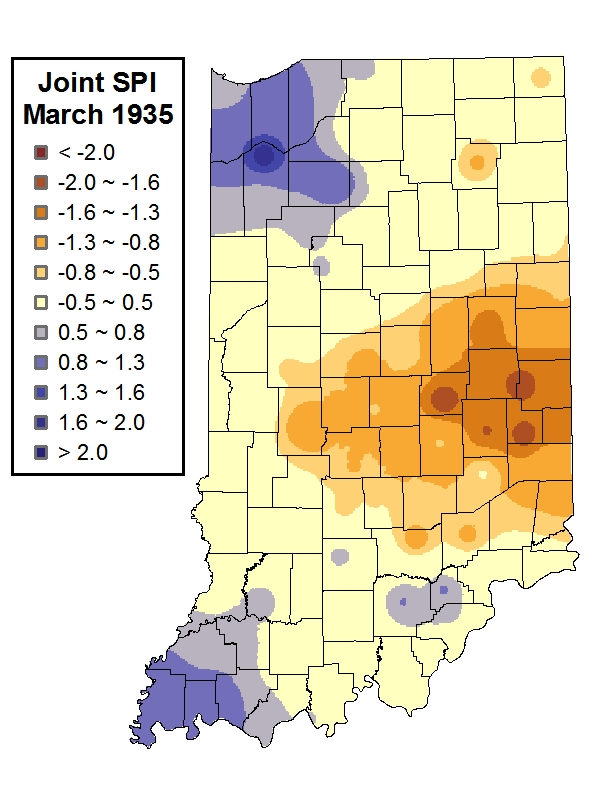 Joint SPI
March 1935
< -2.0
-2.0 ~ -1.6
-1.6 ~ -1.3
-1.3 ~ -0.8
-0.8 ~ -0.5
-0.5 ~ 0.5
0.5 ~ 0.8
0.8 ~ 1.3
1.3 ~ 1.6
1.6 ~ 2.0
> 2.0